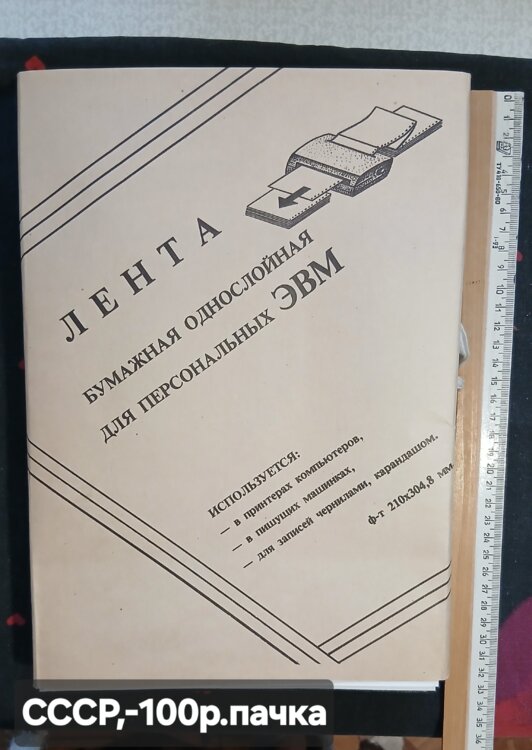 ЛЕНТА
БУМАЖНАЯ ОДНОСЛОЙНАЯ
ДЛЯ ПЕРСОНАЛЬНЫХ ЭВМ
ИСПОЛЬЗУЕТСЯ:
— в принтерах компьютеров,
— в пишущих машинках,
— для записей чернилами, карандашом.
ф-т 210х304,8 мм
СССР,-100р.пачка